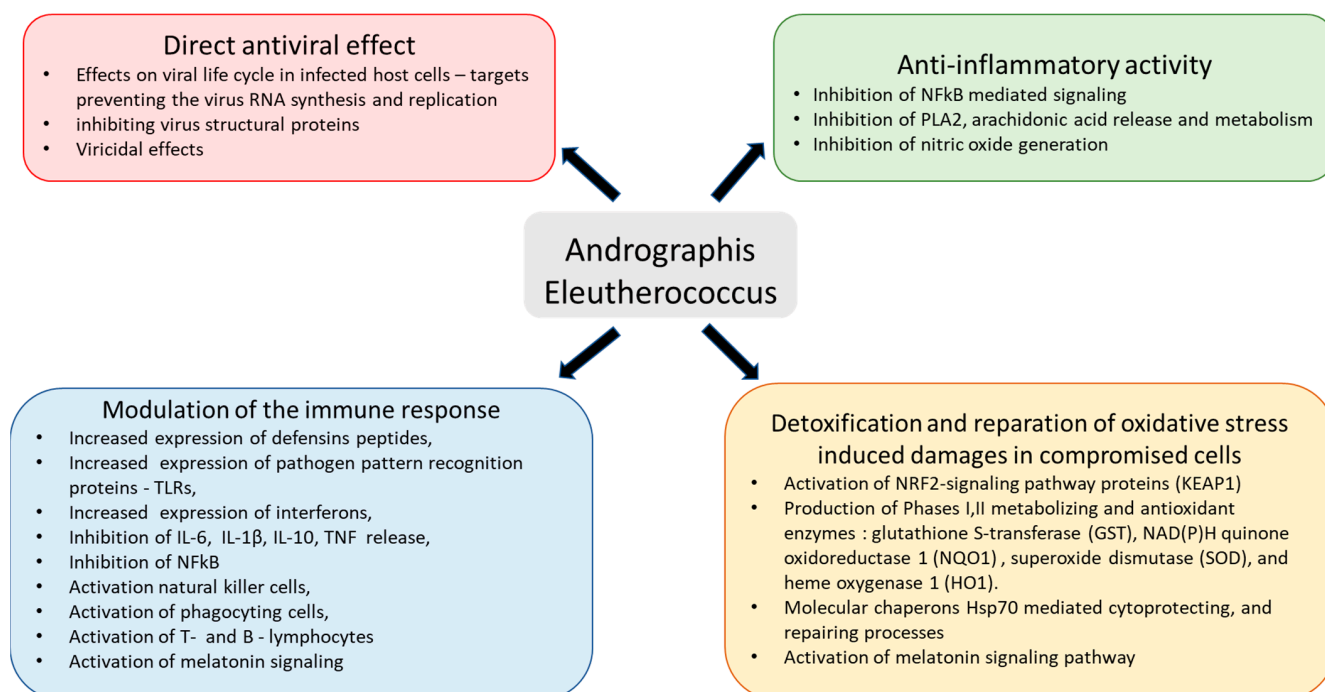 Direct antiviral effect
• Effects on viral life cycle in infected host cells – targets
preventing the virus RNA synthesis and replication
• inhibiting virus structural proteins
• Viricidal effects
Anti-inflammatory activity
• Inhibition of NFkB mediated signaling
• Inhibition of PLA2, arachidonic acid release and metabolism
• Inhibition of nitric oxide generation
Andrographis
Eleutherococcus
Modulation of the immune response
• Increased expression of defensins peptides,
• Increased expression of pathogen pattern recognition
proteins - TLRs,
• Increased expression of interferons,
• Inhibition of IL-6, IL-1β, IL-10, TNF release,
• Inhibition of NFkB
• Activation natural killer cells,
• Activation of phagocyting cells,
• Activation of T- and B - lymphocytes
• Activation of melatonin signaling
Detoxification and reparation of oxidative stress
induced damages in compromised cells
• Activation of NRF2-signaling pathway proteins (KEAP1)
• Production of Phases I,II metabolizing and antioxidant
enzymes : glutathione S-transferase (GST), NAD(P)H quinone
oxidoreductase 1 (NQO1) , superoxide dismutase (SOD), and
heme oxygenase 1 (HO1).
• Molecular chaperons Hsp70 mediated cytoprotecting, and
repairing processes
• Activation of melatonin signaling pathway